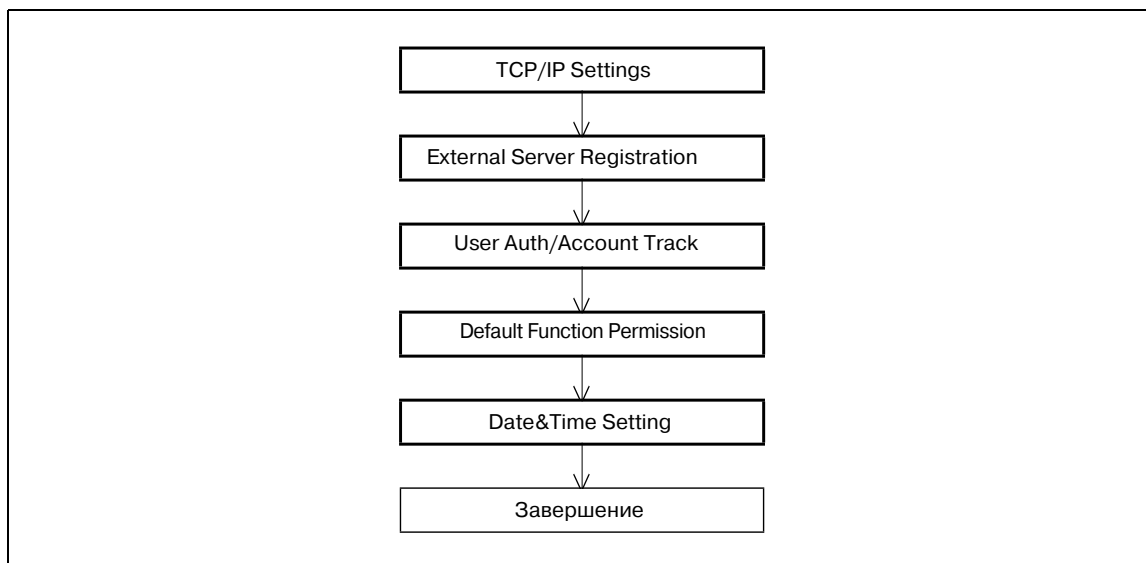 TCP/IP Settings
External Server Registration
User Auth/Account Track
Default Function Permission
Date&Time Setting
Завершение